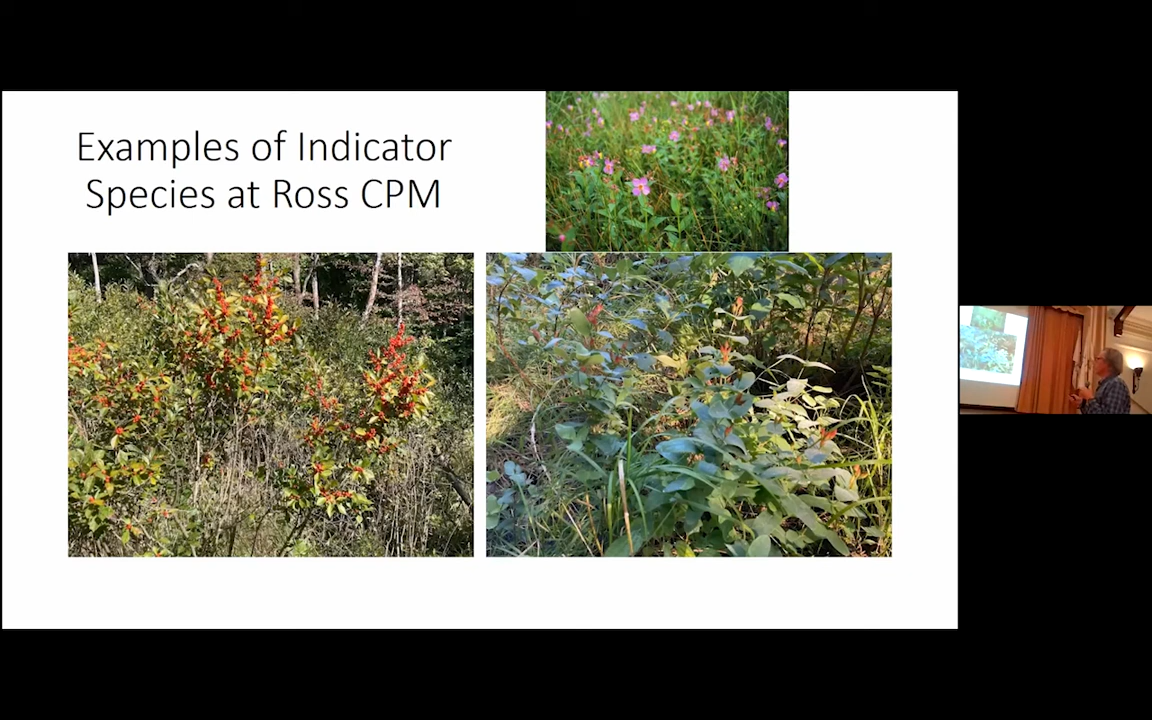 Examples of Indicator
Species at Ross CPM